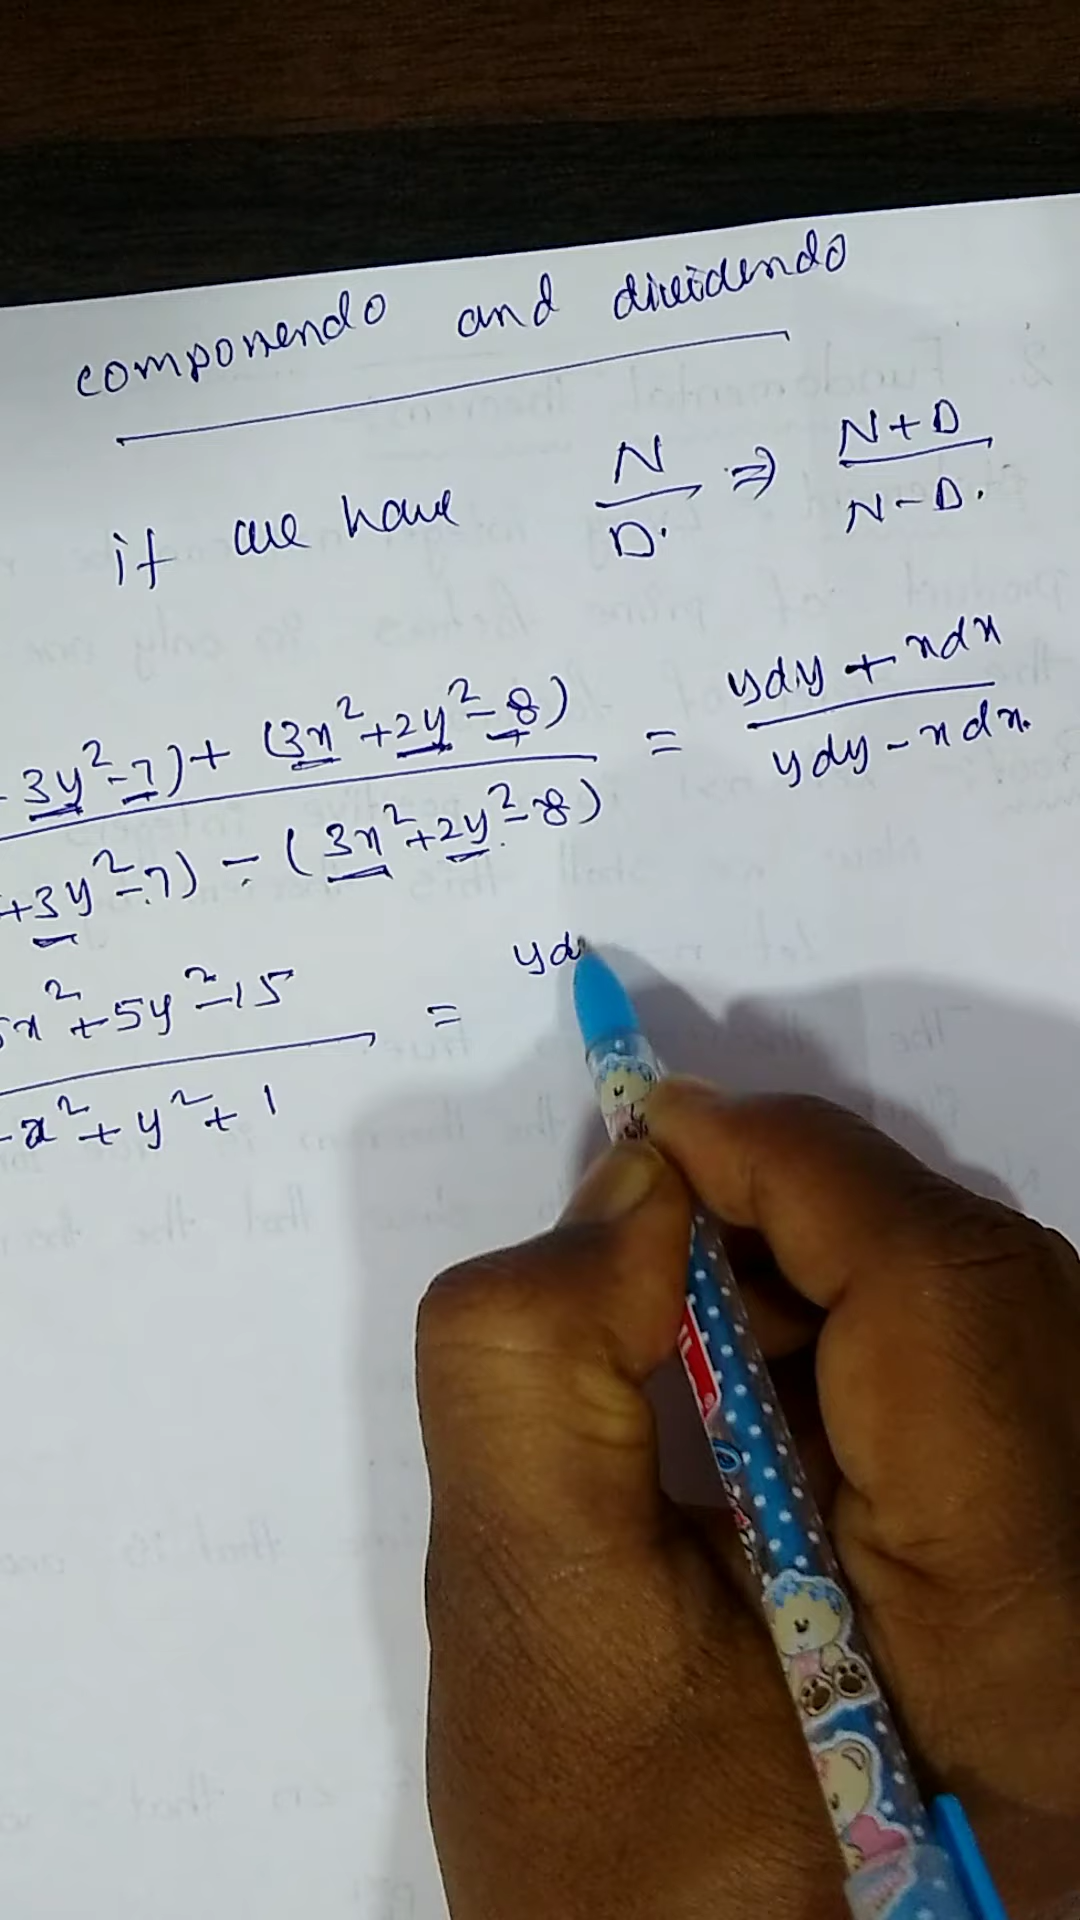 componendo and dividendo
if we have N/D. ⇒ N+D/N-D.
3y²-7)+(3x²+2y²-8) / +3y²-7)-(3x²+2y²-8) = ydy+xdx / ydy-xdx.
5x²+5y²-15 / -x²+y²+1 = yd